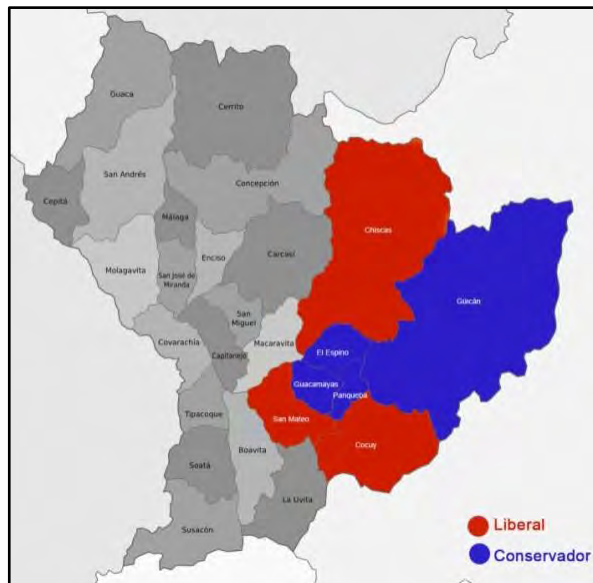 Guaca
Cerrito
San Andrés
Concepción
Cepitá
Málaga
Chiscas
Carcasí
Enciso
Molagavita
San José de
Miranda
Güicán
San
Miguel
Macaravita
Covarachía
Capitanejo
El Espino
Guacamayas
Panqueba
Tipacoque
San Mateo
Cocuy
Boavita
Soatá
La Uvita
Susacón
Liberal
Conservador